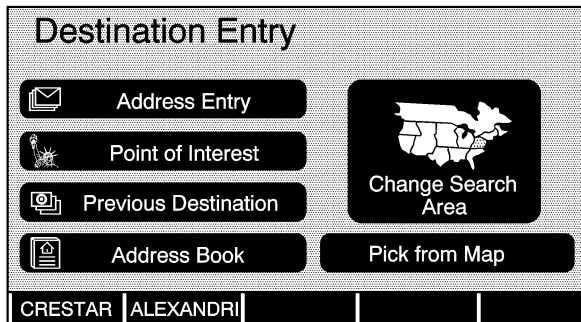 Destination Entry
Address Entry
Point of Interest
Previous Destination
Address Book
Change Search
Area
Pick from Map
CRESTAR ALEXANDRI